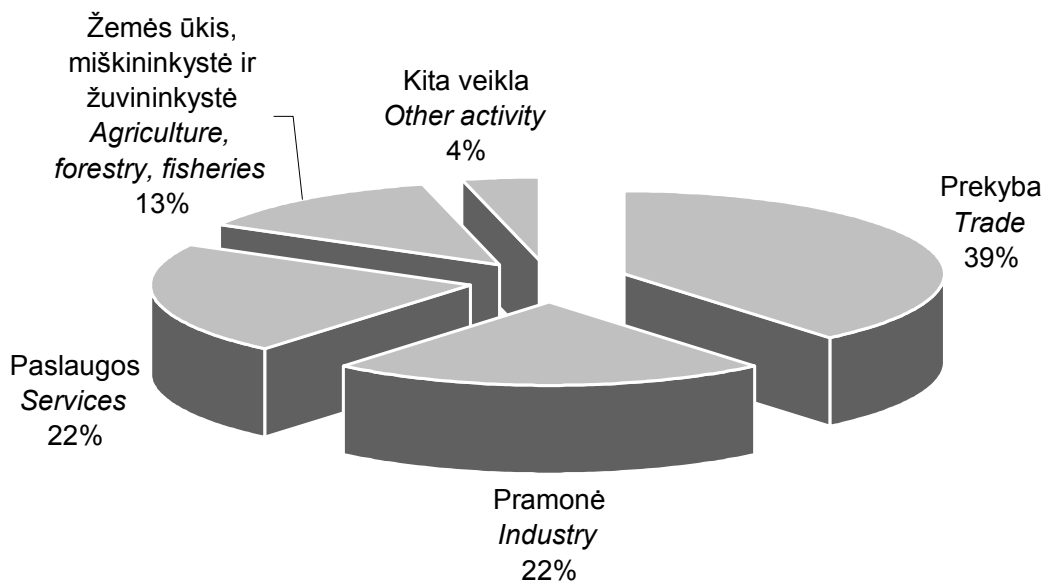 Žemės ūkis,
miškininkystė ir
žuvininkystė
Agriculture,
forestry, fisheries
13%
Kita veikla
Other activity
4%
Prekyba
Trade
39%
Paslaugos
Services
22%
Pramonė
Industry
22%